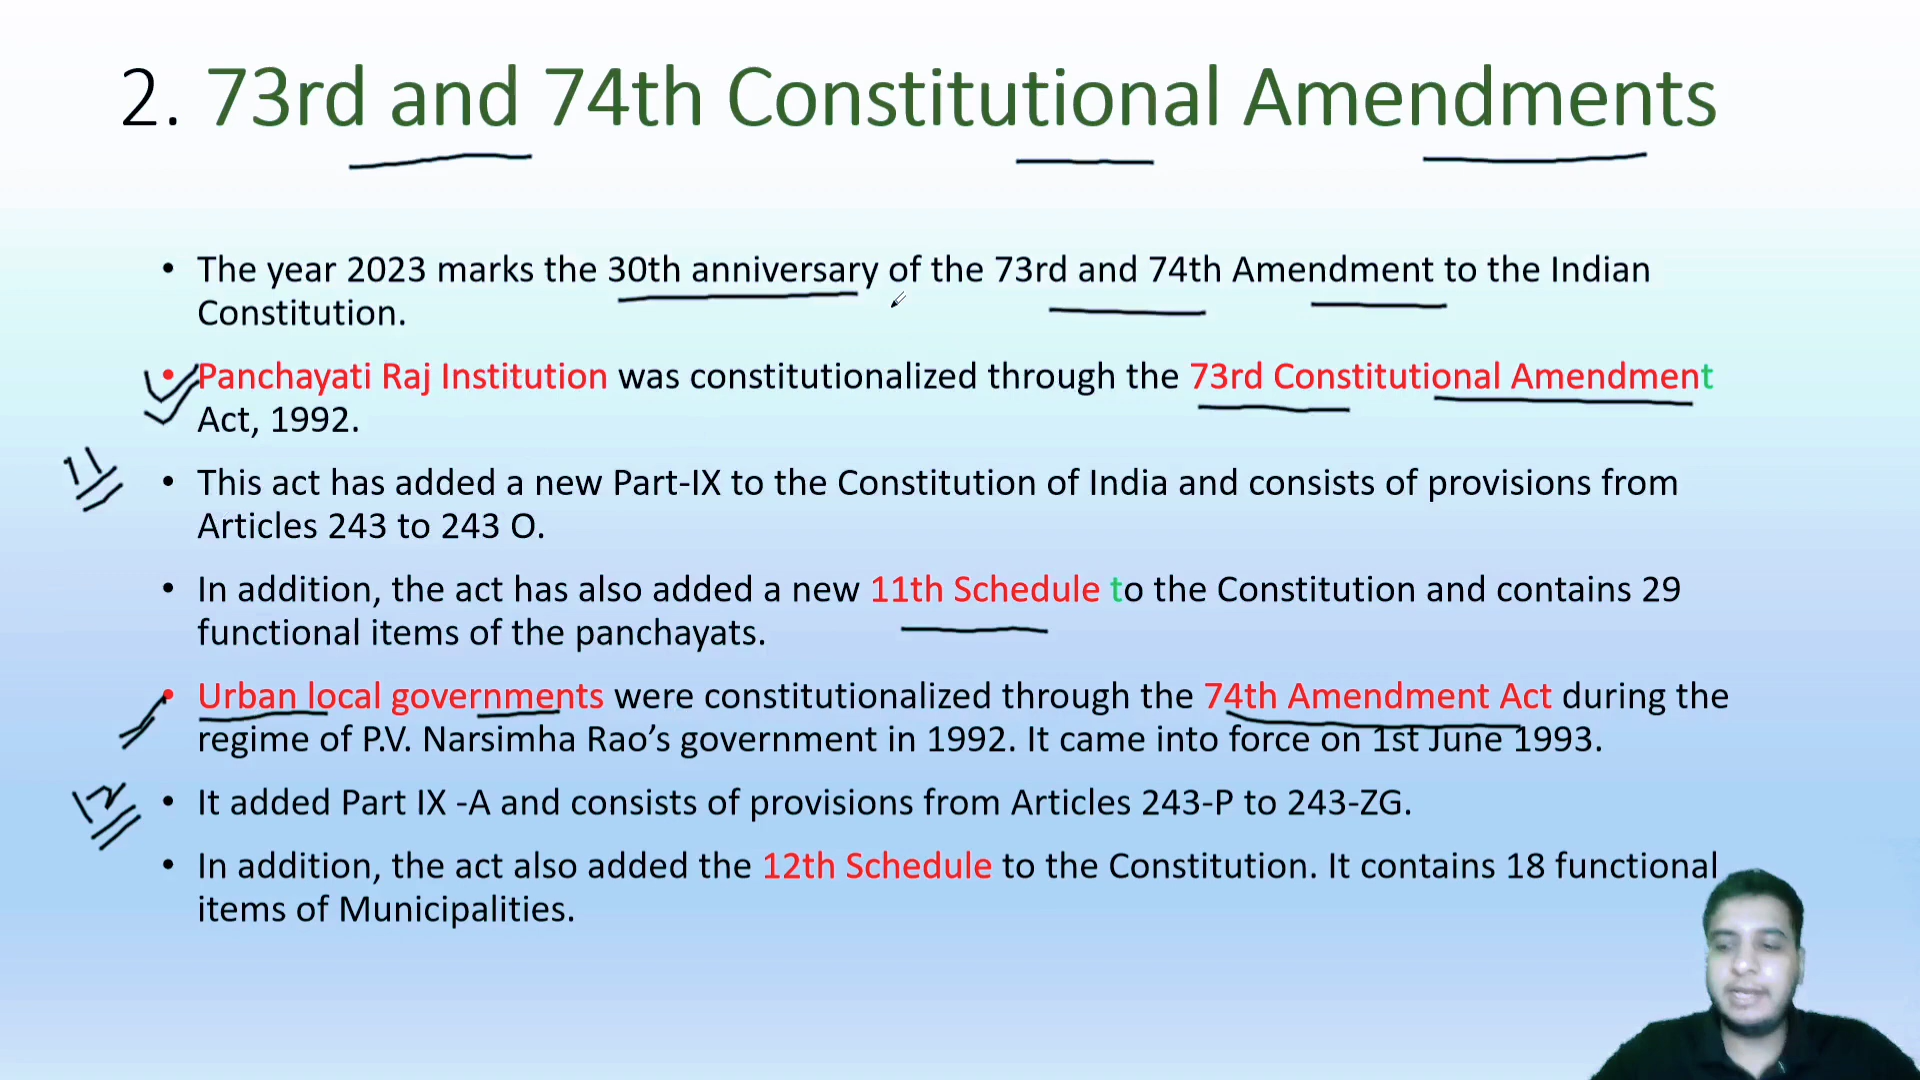 2. 73rd and 74th Constitutional Amendments
• The year 2023 marks the 30th anniversary of the 73rd and 74th Amendment to the Indian
Constitution.
• Panchayati Raj Institution was constitutionalized through the 73rd Constitutional Amendment
Act, 1992.
11
• This act has added a new Part-IX to the Constitution of India and consists of provisions from
Articles 243 to 243 O.
• In addition, the act has also added a new 11th Schedule to the Constitution and contains 29
functional items of the panchayats.
• Urban local governments were constitutionalized through the 74th Amendment Act during the
regime of P.V. Narsimha Rao’s government in 1992. It came into force on 1st June 1993.
12
• It added Part IX -A and consists of provisions from Articles 243-P to 243-ZG.
• In addition, the act also added the 12th Schedule to the Constitution. It contains 18 functional
items of Municipalities.